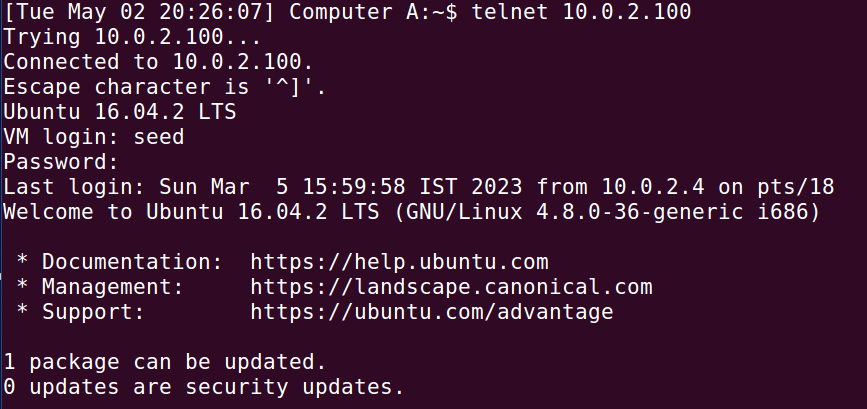 [Tue May 02 20:26:07] Computer A:~$ telnet 10.0.2.100
Trying 10.0.2.100...
Connected to 10.0.2.100.
Escape character is '^]'.
Ubuntu 16.04.2 LTS
VM login: seed
Password:
Last login: Sun Mar  5 15:59:58 IST 2023 from 10.0.2.4 on pts/18
Welcome to Ubuntu 16.04.2 LTS (GNU/Linux 4.8.0-36-generic i686)

 * Documentation:  https://help.ubuntu.com
 * Management:     https://landscape.canonical.com
 * Support:        https://ubuntu.com/advantage

1 package can be updated.
0 updates are security updates.